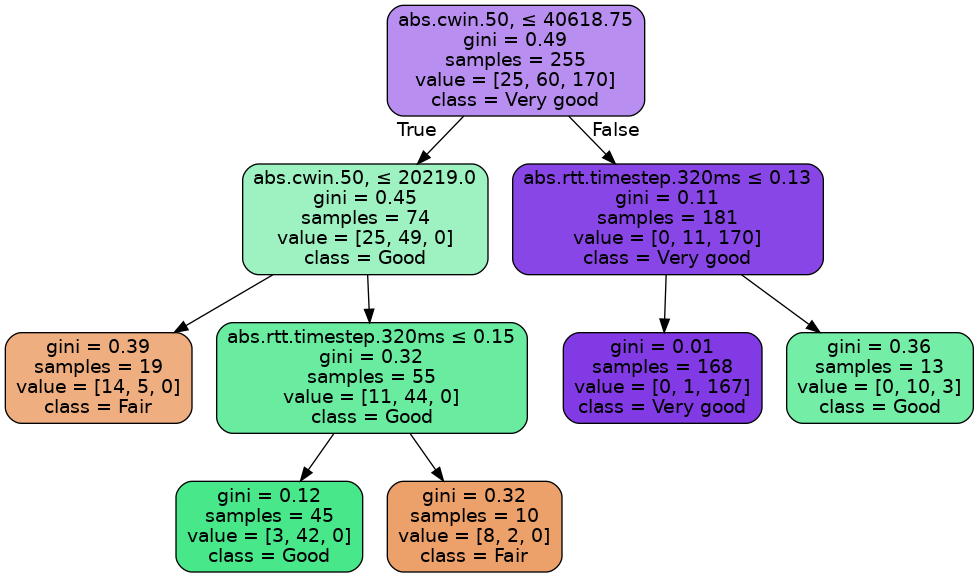 abs.cwin.50, ≤ 40618.75
gini = 0.49
samples = 255
value = [25, 60, 170]
class = Very good
True
False
abs.cwin.50, ≤ 20219.0
gini = 0.45
samples = 74
value = [25, 49, 0]
class = Good
abs.rtt.timestep.320ms ≤ 0.13
gini = 0.11
samples = 181
value = [0, 11, 170]
class = Very good
gini = 0.39
samples = 19
value = [14, 5, 0]
class = Fair
abs.rtt.timestep.320ms ≤ 0.15
gini = 0.32
samples = 55
value = [11, 44, 0]
class = Good
gini = 0.01
samples = 168
value = [0, 1, 167]
class = Very good
gini = 0.36
samples = 13
value = [0, 10, 3]
class = Good
gini = 0.12
samples = 45
value = [3, 42, 0]
class = Good
gini = 0.32
samples = 10
value = [8, 2, 0]
class = Fair